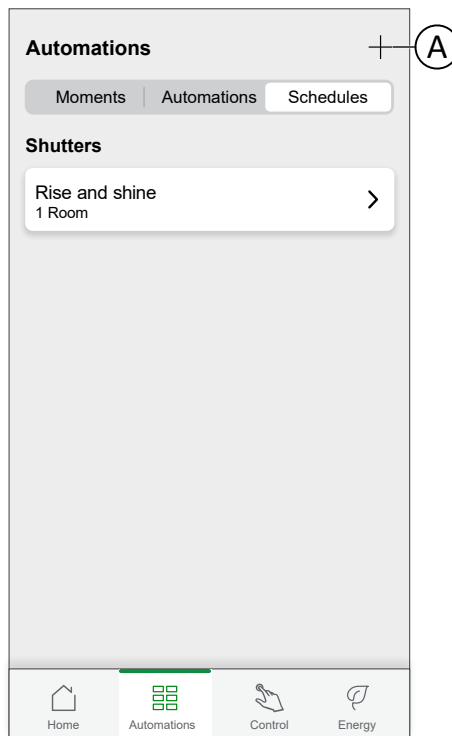 Automations
A
Moments Automations Schedules
Shutters
Rise and shine
1 Room
Home Automations Control Energy